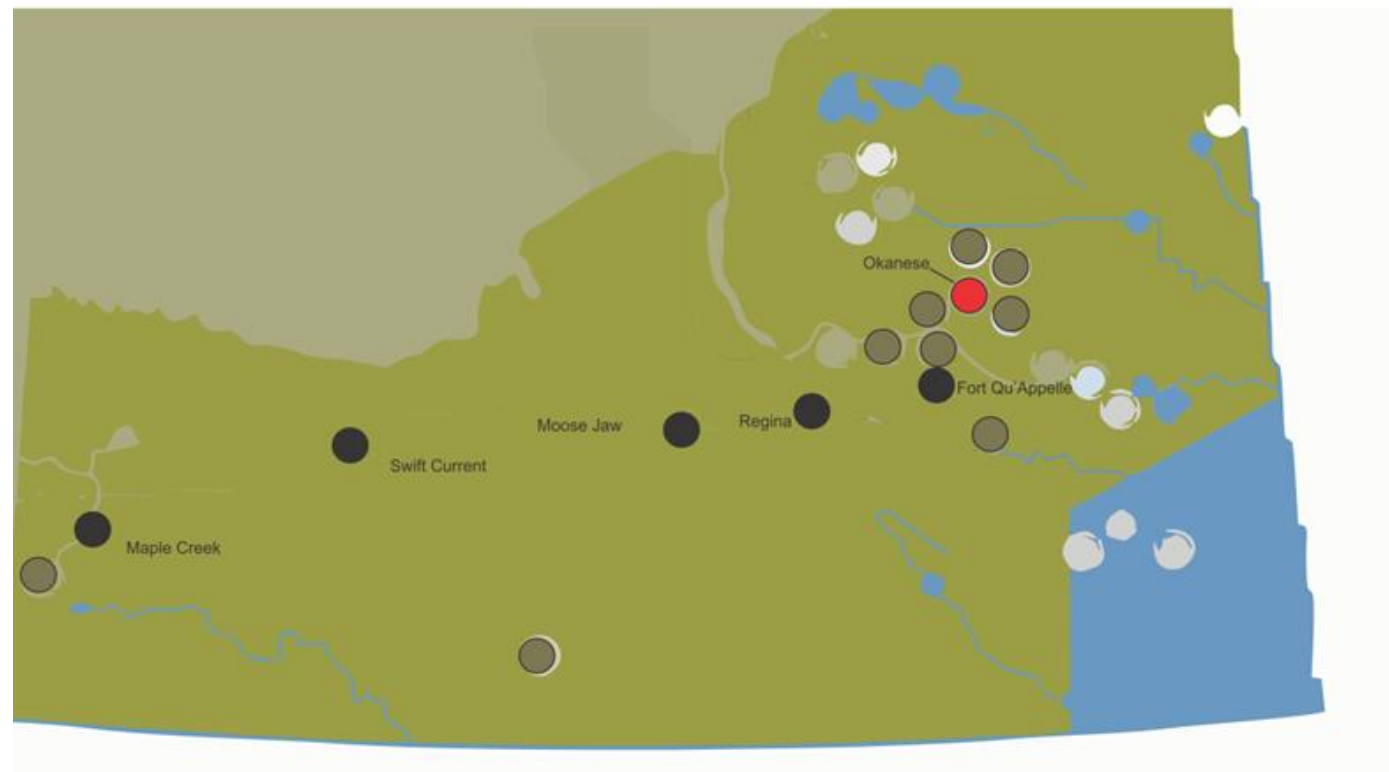 Okanese
Fort Qu'Appelle
Regina
Moose Jaw
Swift Current
Maple Creek